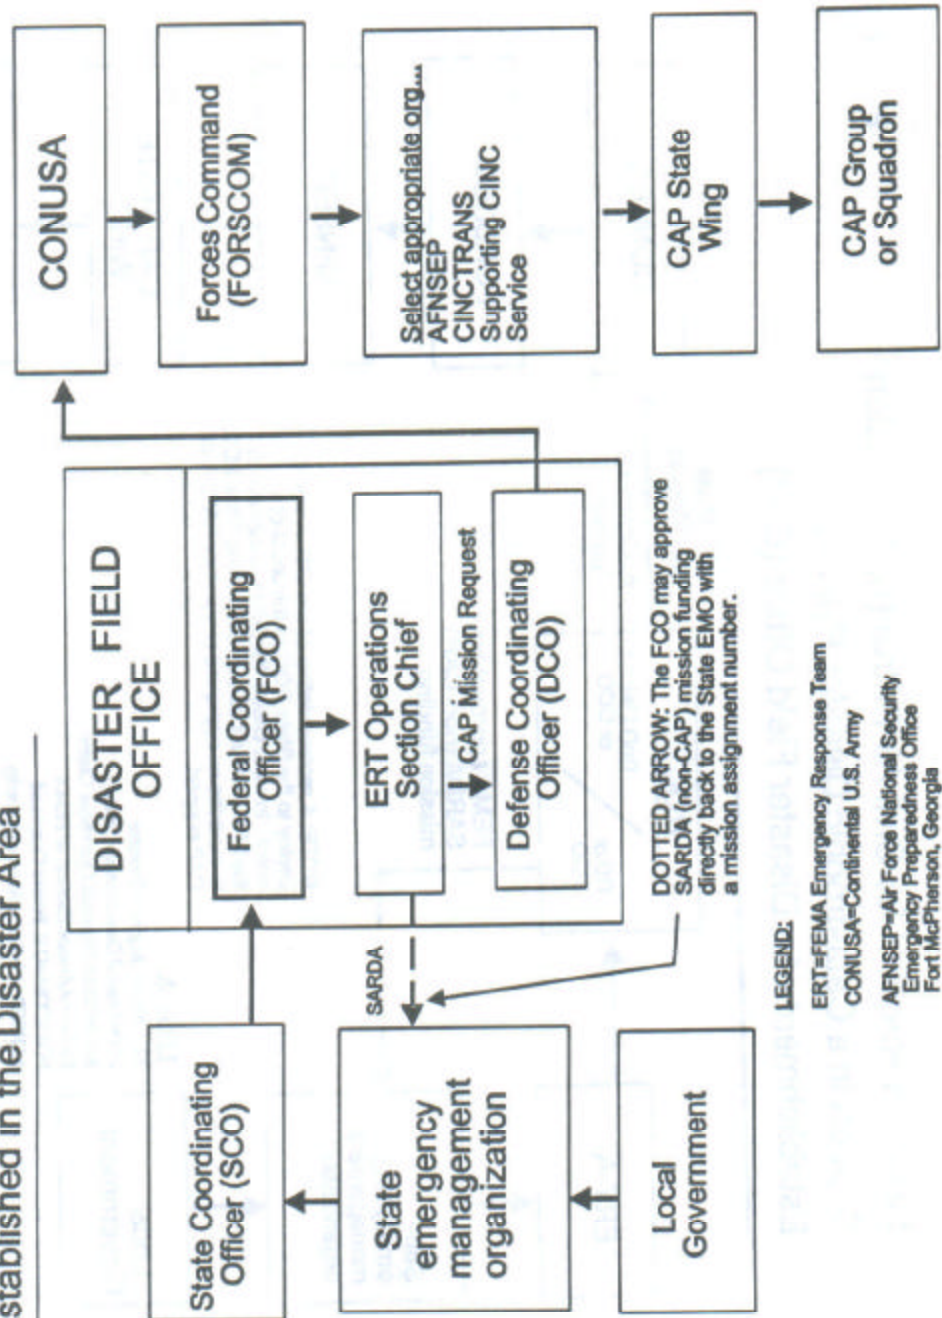 stablished in the Disaster Area
State Coordinating
Officer (SCO)
State
emergency
management
organization
Local
Government
SARDA
DISASTER FIELD
OFFICE
Federal Coordinating
Officer (FCO)
ERT Operations
Section Chief
CAP Mission Request
Defense Coordinating
Officer (DCO)
CONUSA
Forces Command
(FORSCOM)
Select appropriate org...
AFNSEP
CINCTRANS
Supporting CINC
Service
CAP State
Wing
CAP Group
or Squadron
DOTTED ARROW: The FCO may approve
SARDA (non-CAP) mission funding
directly back to the State EMO with
a mission assignment number.
LEGEND:
ERT=FEMA Emergency Response Team
CONUSA=Continental U.S. Army
AFNSEP=Air Force National Security
Emergency Preparedness Office
Fort McPherson, Georgia